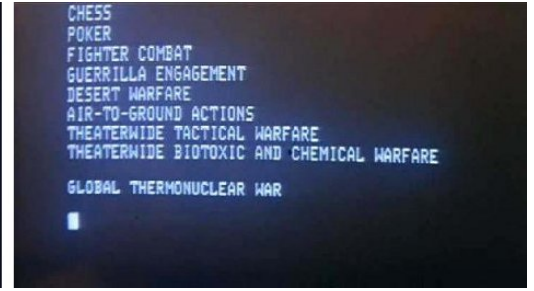 CHESS
POKER
FIGHTER COMBAT
GUERRILLA ENGAGEMENT
DESERT WARFARE
AIR-TO-GROUND ACTIONS
THEATERWIDE TACTICAL WARFARE
THEATERWIDE BIOTOXIC AND CHEMICAL WARFARE
GLOBAL THERMONUCLEAR WAR